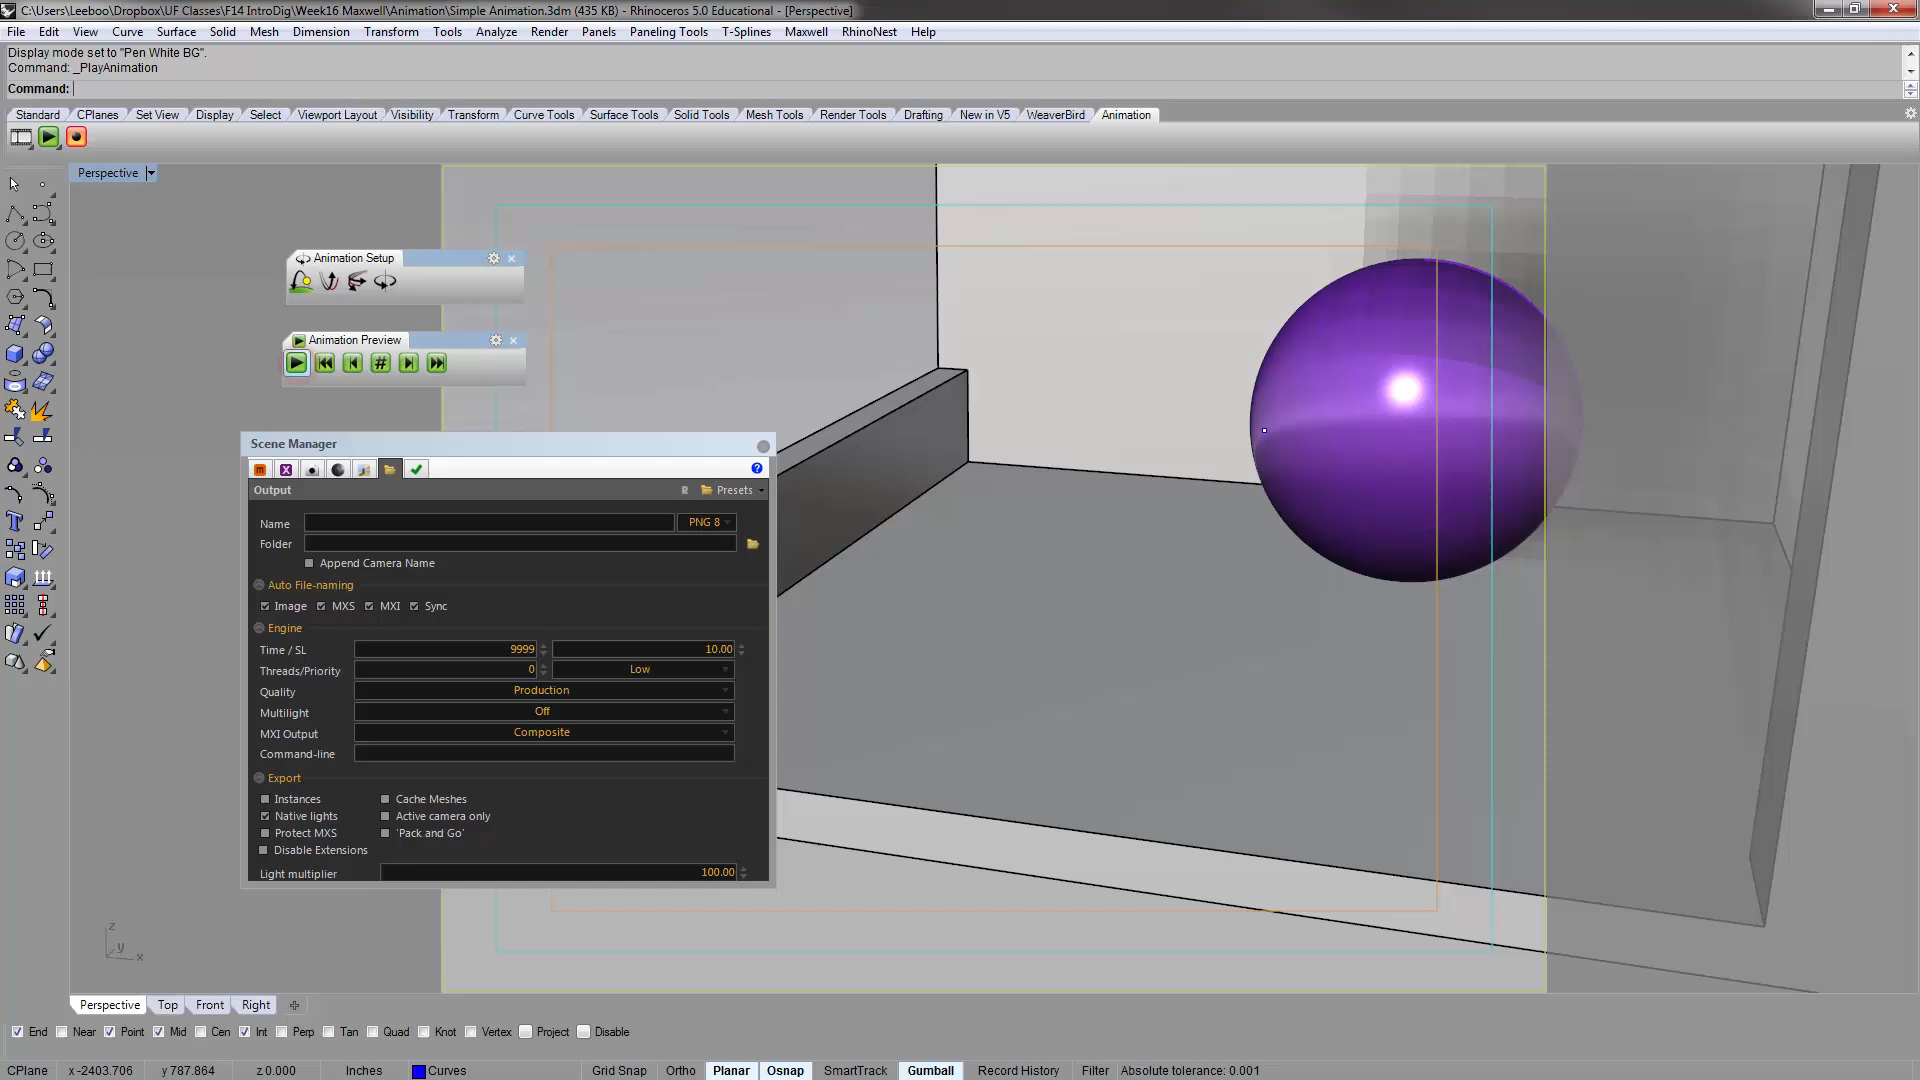 C:\Users\Leeboo\Dropbox\UF Classes\F14 IntroDig\Week16 Maxwell\Animation\Simple Animation.3dm (435 KB) - Rhinoceros 5.0 Educational - [Perspective]
File Edit View Curve Surface Solid Mesh Dimension Transform Tools Analyze Render Panels Paneling Tools T-Splines Maxwell RhinoNest Help
Display mode set to "Pen White BG".
Command: _PlayAnimation
Command:
Standard CPlanes Set View Display Select Viewport Layout Visibility Transform Curve Tools Surface Tools Solid Tools Mesh Tools Render Tools Drafting New in V5 WeaverBird Animation
Perspective
Animation Setup
Animation Preview
#
Scene Manager
Output R Presets
Name PNG 8
Folder
Append Camera Name
Auto File-naming
Image MXS MXI Sync
Engine
Time / SL 9999 10.00
Threads/Priority 0 Low
Quality Production
Multilight Off
MXI Output Composite
Command-line
Export
Instances Cache Meshes
Native lights Active camera only
Protect MXS 'Pack and Go'
Disable Extensions
Light multiplier 100.00
z
y
x
Perspective Top Front Right
End Near Point Mid Cen Int Perp Tan Quad Knot Vertex Project Disable
CPlane x -2403.706 y 787.864 z 0.000 Inches Curves Grid Snap Ortho Planar Osnap SmartTrack Gumball Record History Filter Absolute tolerance: 0.001